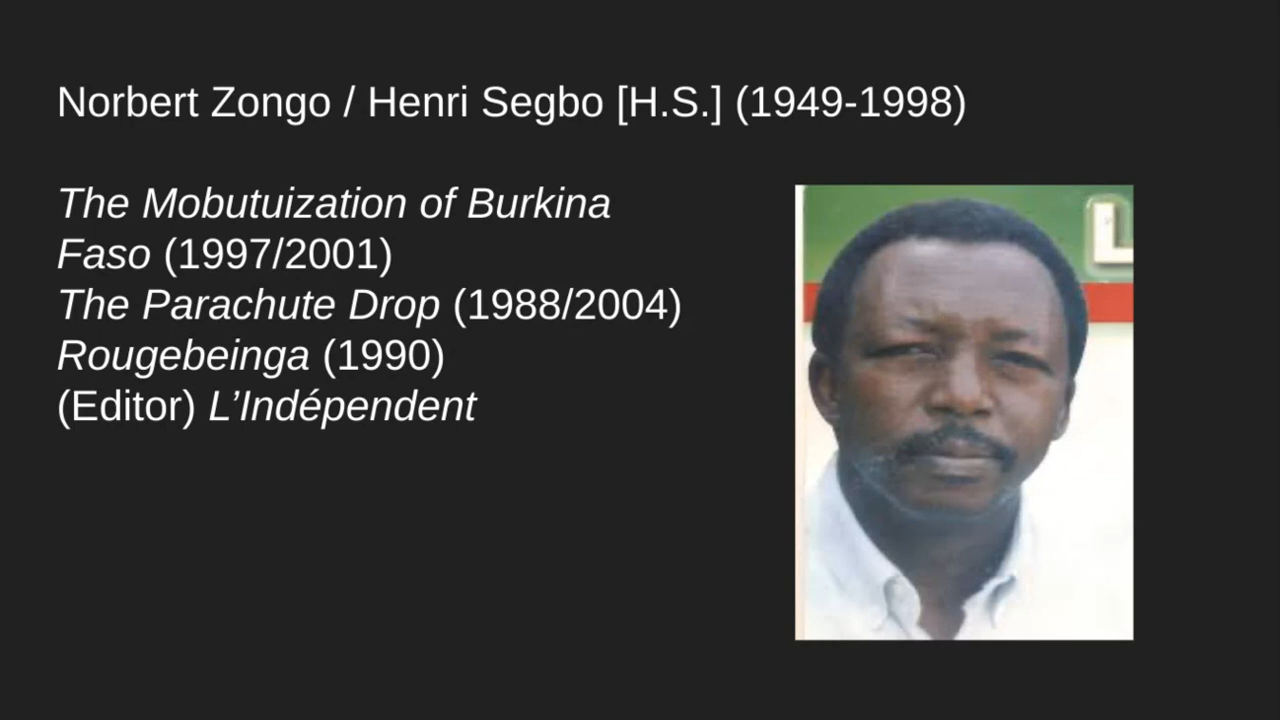 Norbert Zongo / Henri Segbo [H.S.] (1949-1998)
The Mobutuization of Burkina
Faso (1997/2001)
The Parachute Drop (1988/2004)
Rougebeinga (1990)
(Editor) L’Indépendent
L